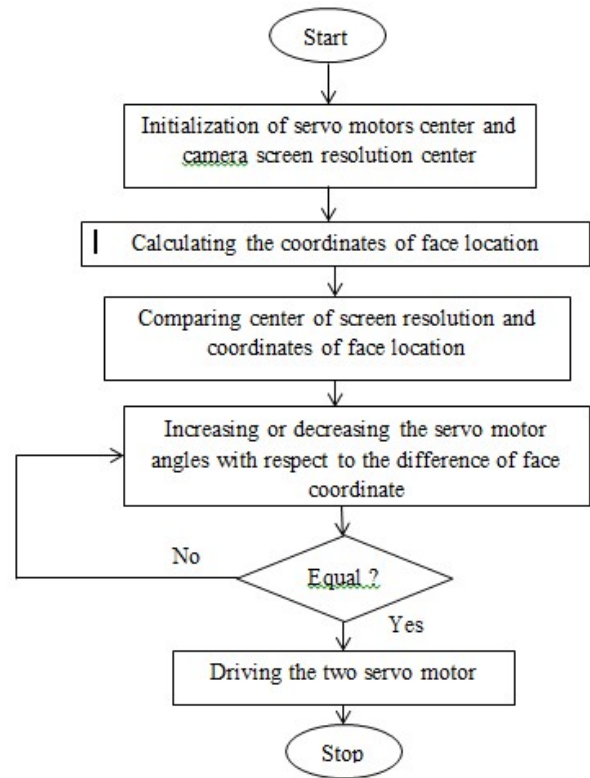 Start
Initialization of servo motors center and
camera screen resolution center
Calculating the coordinates of face location
Comparing center of screen resolution and
coordinates of face location
Increasing or decreasing the servo motor
angles with respect to the difference of face
coordinate
No
Equal ?
Yes
Driving the two servo motor
Stop